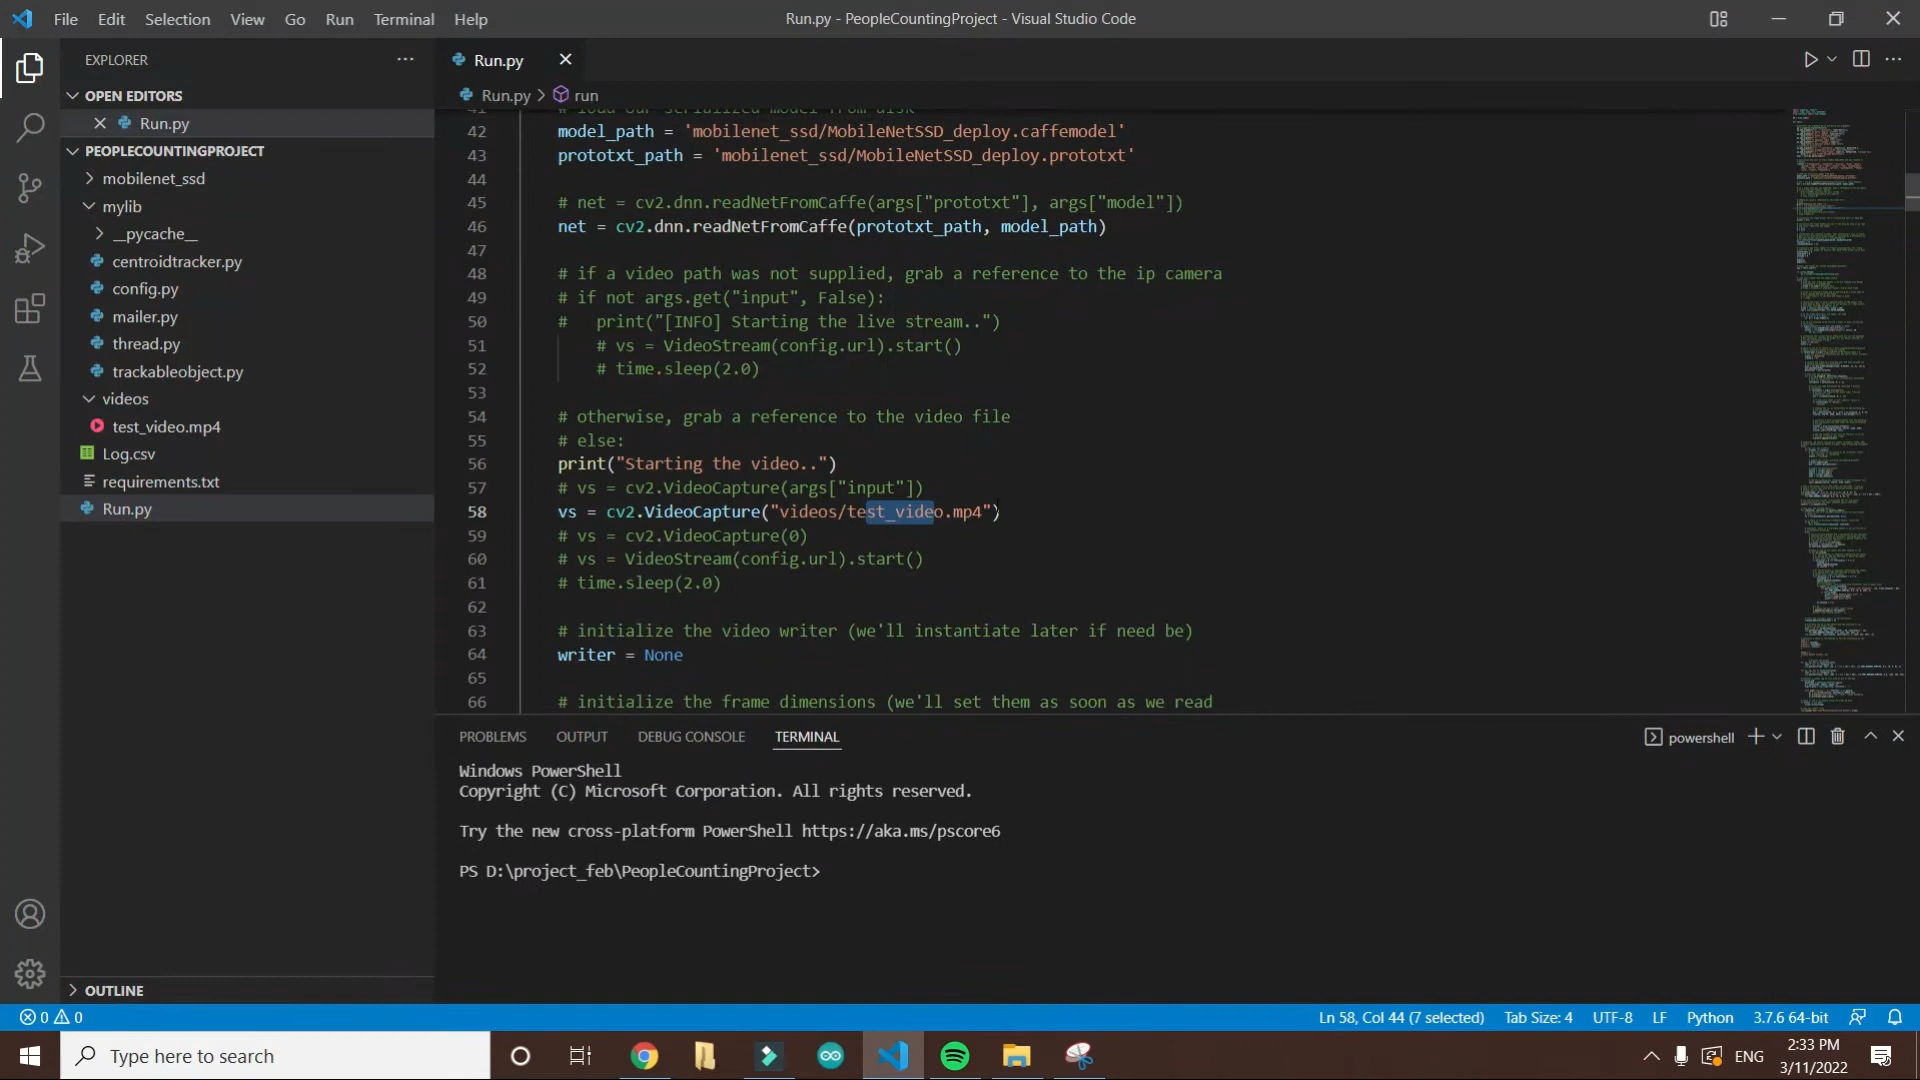 File Edit Selection View Go Run Terminal Help
Run.py - PeopleCountingProject - Visual Studio Code
EXPLORER
OPEN EDITORS
Run.py
PEOPLECOUNTINGPROJECT
mobilenet_ssd
mylib
__pycache__
centroidtracker.py
config.py
mailer.py
thread.py
trackableobject.py
videos
test_video.mp4
Log.csv
requirements.txt
Run.py
OUTLINE
Run.py
Run.py > run
41 # load our serialized model from disk
42 model_path = 'mobilenet_ssd/MobileNetSSD_deploy.caffemodel'
43 prototxt_path = 'mobilenet_ssd/MobileNetSSD_deploy.prototxt'
44
45 # net = cv2.dnn.readNetFromCaffe(args["prototxt"], args["model"])
46 net = cv2.dnn.readNetFromCaffe(prototxt_path, model_path)
47
48 # if a video path was not supplied, grab a reference to the ip camera
49 # if not args.get("input", False):
50 #   print("[INFO] Starting the live stream..")
51 # vs = VideoStream(config.url).start()
52 # time.sleep(2.0)
53
54 # otherwise, grab a reference to the video file
55 # else:
56 print("Starting the video..")
57 # vs = cv2.VideoCapture(args["input"])
58 vs = cv2.VideoCapture("videos/test_video.mp4")
59 # vs = cv2.VideoCapture(0)
60 # vs = VideoStream(config.url).start()
61 # time.sleep(2.0)
62
63 # initialize the video writer (we'll instantiate later if need be)
64 writer = None
65
66 # initialize the frame dimensions (we'll set them as soon as we read
PROBLEMS OUTPUT DEBUG CONSOLE TERMINAL
powershell
Windows PowerShell
Copyright (C) Microsoft Corporation. All rights reserved.
Try the new cross-platform PowerShell https://aka.ms/pscore6
PS D:\project_feb\PeopleCountingProject>
0 0
Ln 58, Col 44 (7 selected) Tab Size: 4 UTF-8 LF Python 3.7.6 64-bit
Type here to search
ENG
2:33 PM
3/11/2022